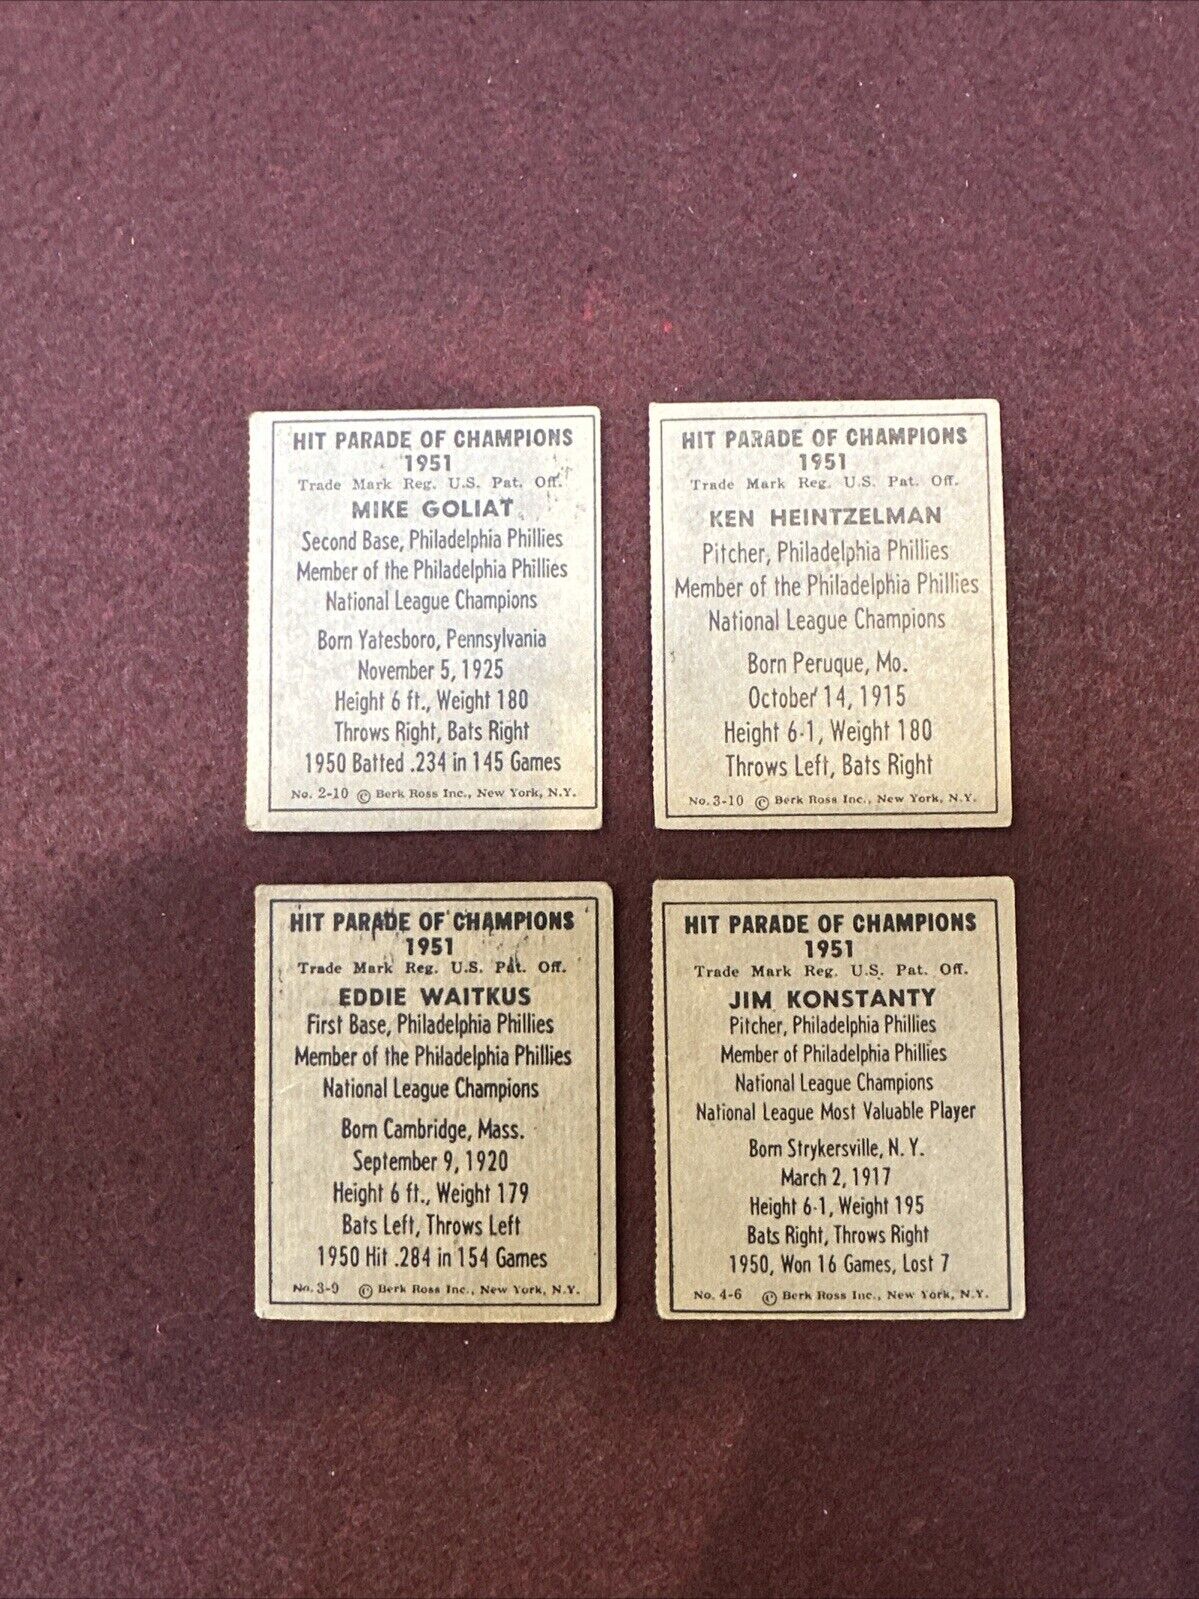 HIT PARADE OF CHAMPIONS
1951
Trade Mark Reg. U.S. Pat. Off.
MIKE GOLIAT
Second Base, Philadelphia Phillies
Member of the Philadelphia Phillies
National League Champions
Born Yatesboro, Pennsylvania
November 5, 1925
Height 6 ft., Weight 180
Throws Right, Bats Right
1950 Batted .234 in 145 Games
No. 2-10 © Berk Ross Inc., New York, N.Y.
HIT PARADE OF CHAMPIONS
1951
Trade Mark Reg. U.S. Pat. Off.
KEN HEINTZELMAN
Pitcher, Philadelphia Phillies
Member of the Philadelphia Phillies
National League Champions
Born Peruque, Mo.
October 14, 1915
Height 6-1, Weight 180
Throws Left, Bats Right
No. 3-10 © Berk Ross Inc., New York, N.Y.
HIT PARADE OF CHAMPIONS
1951
Trade Mark Reg. U.S. Pat. Off.
EDDIE WAITKUS
First Base, Philadelphia Phillies
Member of the Philadelphia Phillies
National League Champions
Born Cambridge, Mass.
September 9, 1920
Height 6 ft., Weight 179
Bats Left, Throws Left
1950 Hit .284 in 154 Games
No. 3-9 © Berk Ross Inc., New York, N.Y.
HIT PARADE OF CHAMPIONS
1951
Trade Mark Reg. U.S. Pat. Off.
JIM KONSTANTY
Pitcher, Philadelphia Phillies
Member of Philadelphia Phillies
National League Champions
National League Most Valuable Player
Born Strykersville, N. Y.
March 2, 1917
Height 6-1, Weight 195
Bats Right, Throws Right
1950, Won 16 Games, Lost 7
No. 4-6 © Berk Ross Inc., New York, N.Y.